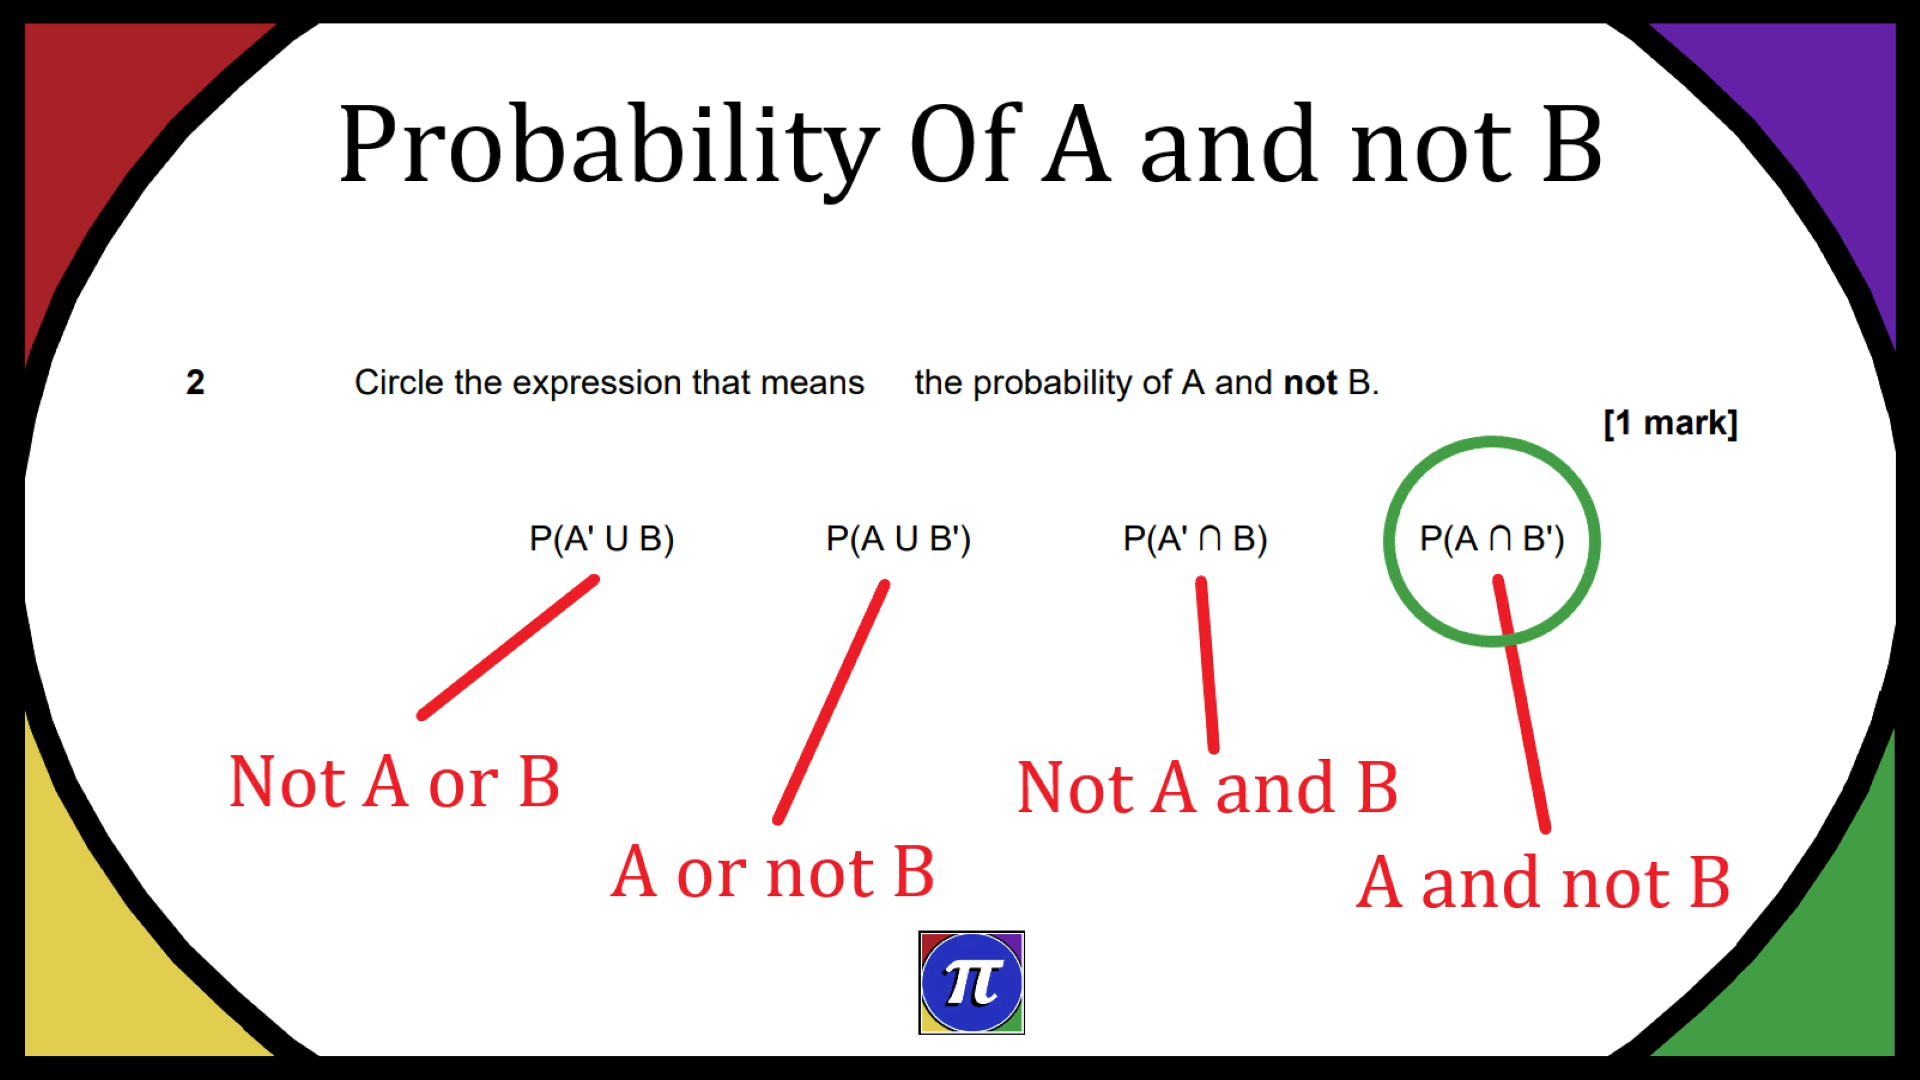 Probability Of A and not B
2 Circle the expression that means the probability of A and not B.
[1 mark]
P(A' ∪ B) P(A ∪ B') P(A' ∩ B) P(A ∩ B')
Not A or B
A or not B
Not A and B
A and not B
π